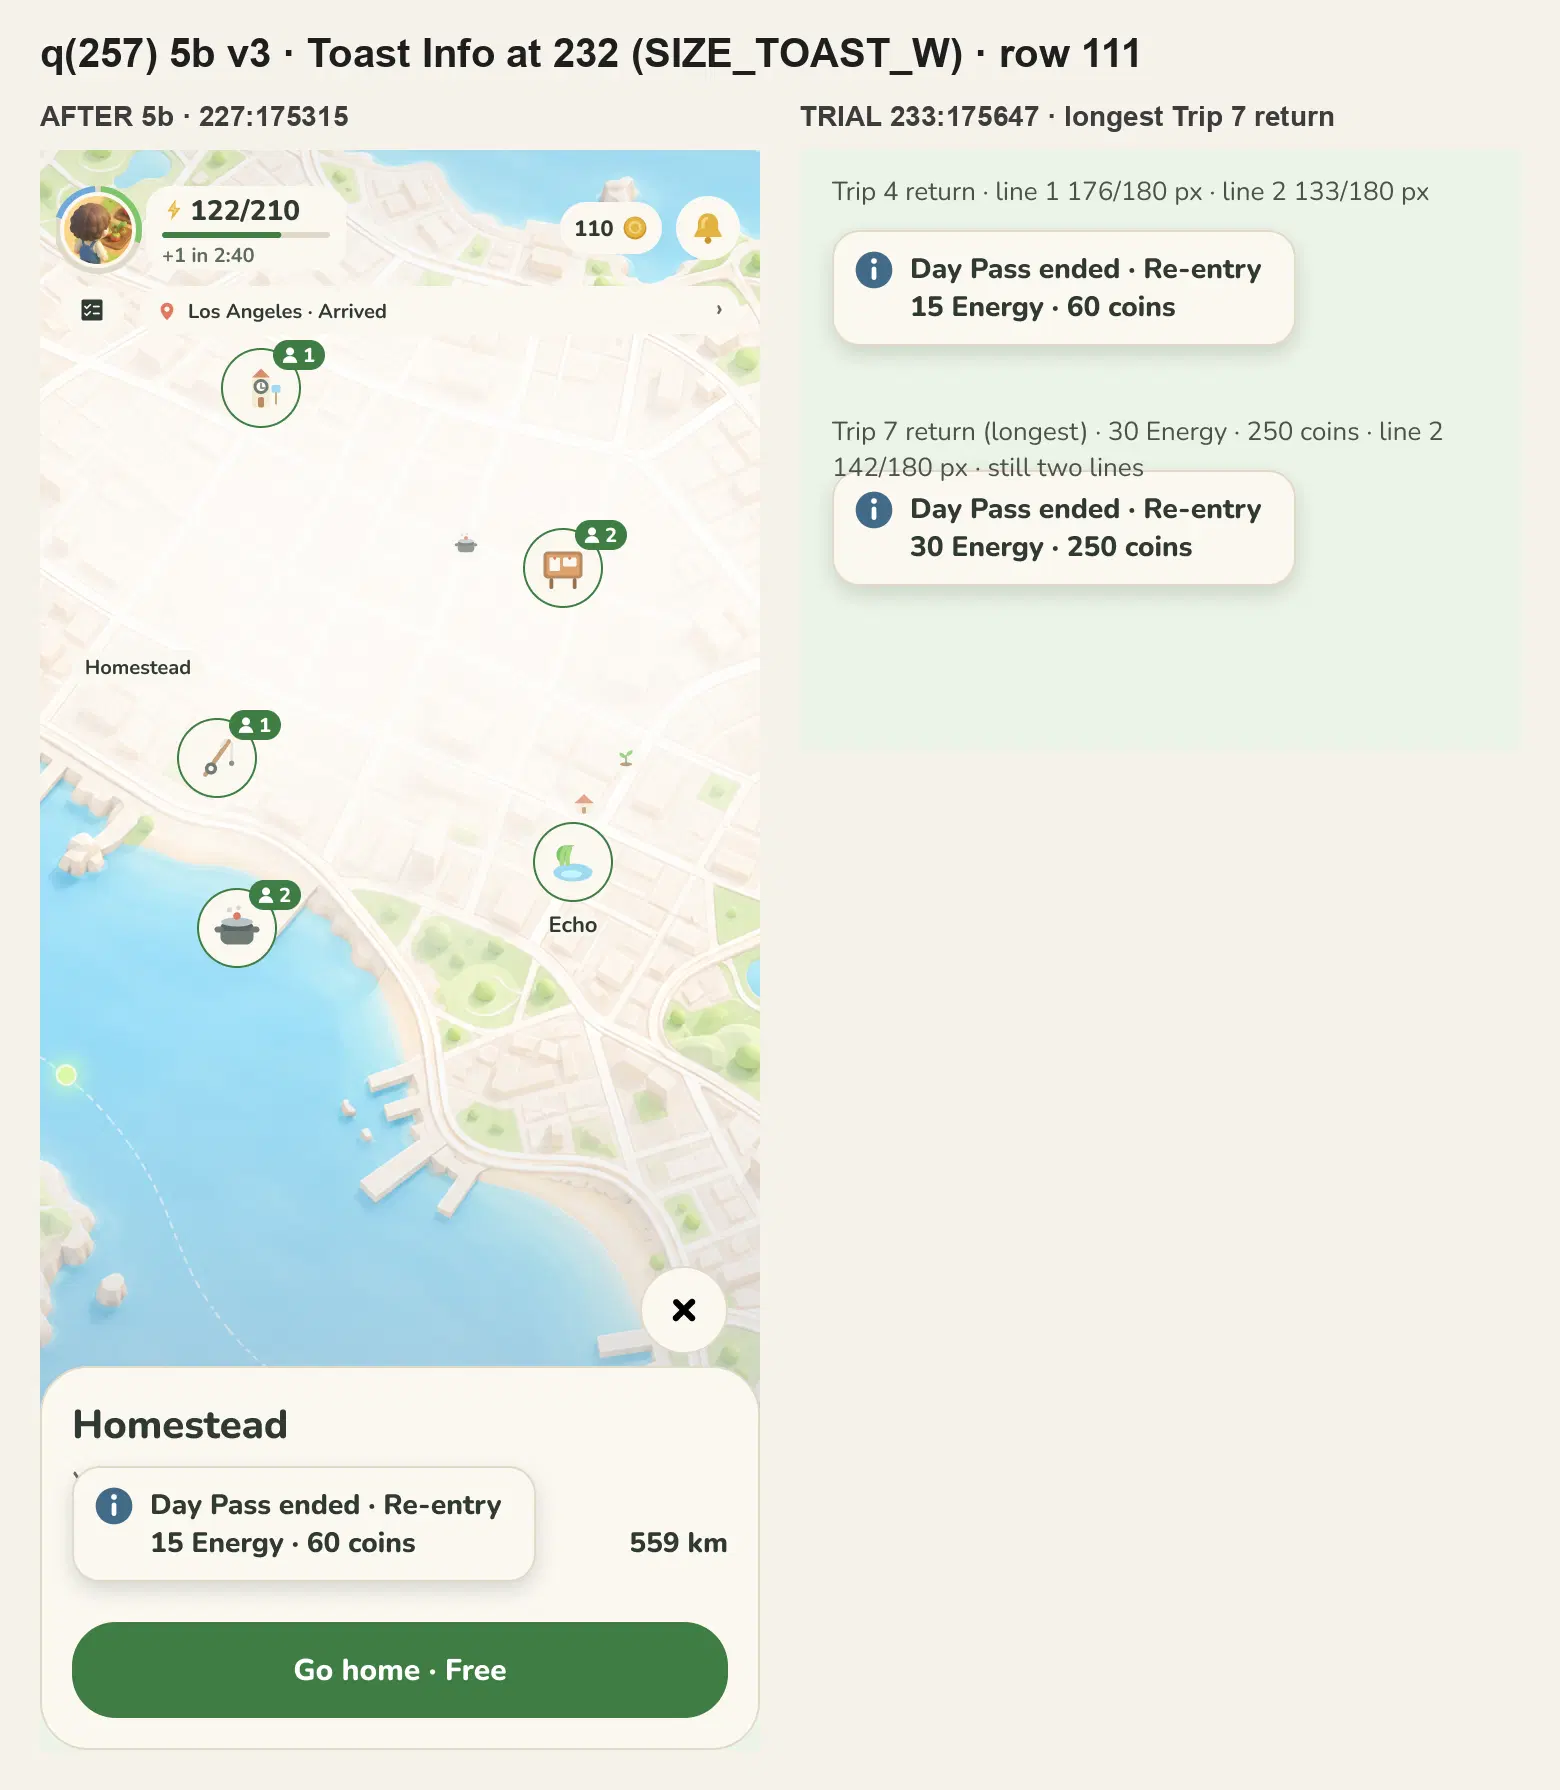 q(257) 5b v3 · Toast Info at 232 (SIZE_TOAST_W) · row 111
AFTER 5b · 227:175315
122/210
+1 in 2:40
110
Los Angeles · Arrived
›
1
2
Homestead
1
2
Echo
Homestead
Day Pass ended · Re-entry
15 Energy · 60 coins
559 km
Go home · Free
TRIAL 233:175647 · longest Trip 7 return
Trip 4 return · line 1 176/180 px · line 2 133/180 px
Day Pass ended · Re-entry
15 Energy · 60 coins
Trip 7 return (longest) · 30 Energy · 250 coins · line 2
142/180 px · still two lines
Day Pass ended · Re-entry
30 Energy · 250 coins